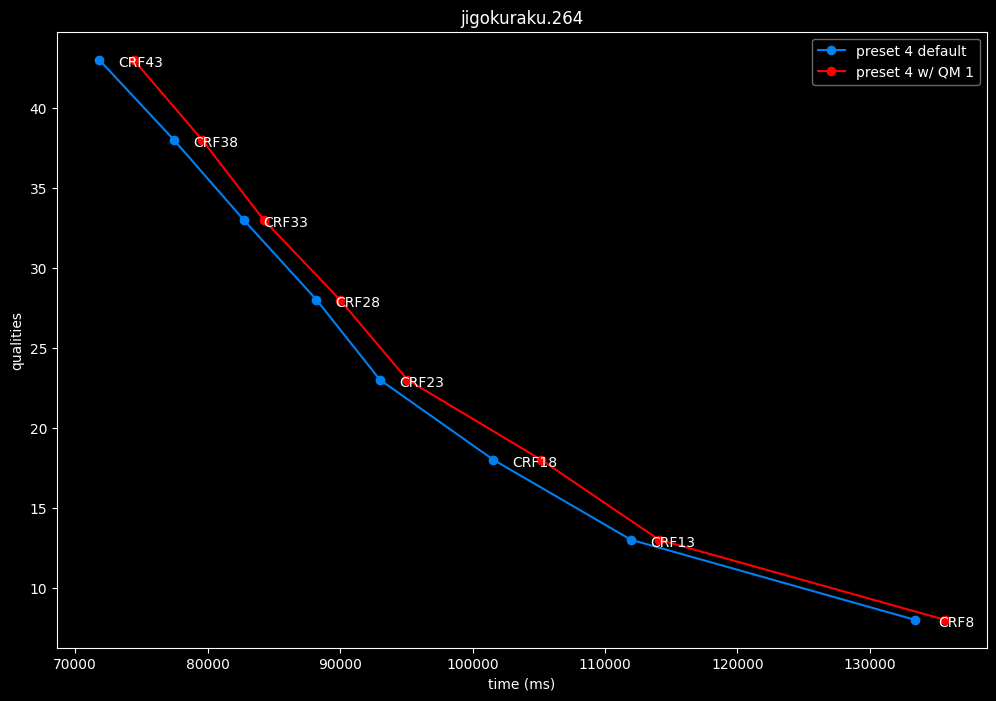 jigokuraku.264
preset 4 default
preset 4 w/ QM 1
CRF43
CRF38
CRF33
CRF28
CRF23
CRF18
CRF13
CRF8
qualities
40
35
30
25
20
15
10
70000
80000
90000
100000
110000
120000
130000
time (ms)